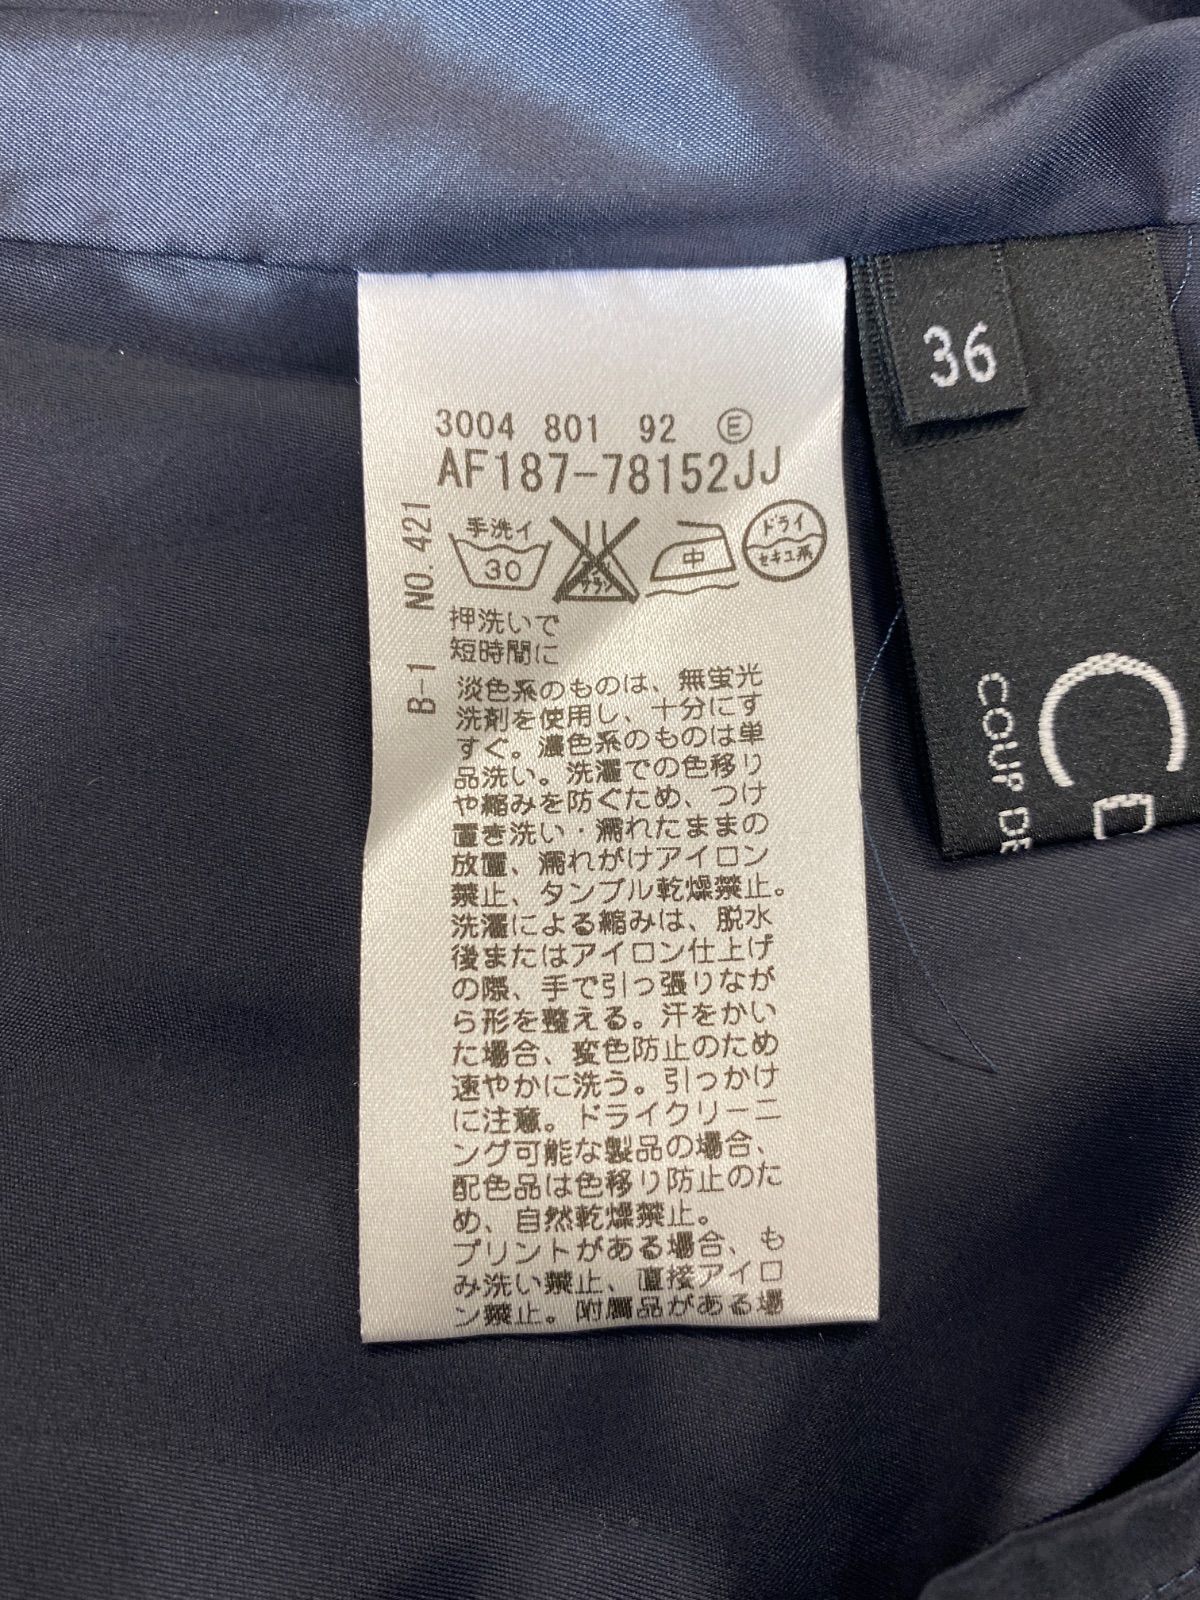 36
3004 801 92 Ⓔ
AF187-78152JJ
手洗イ
30
中
ドライ
セキユ系
NO.421
B-1
押洗いで
短時間に
淡色系のものは、無蛍光
洗剤を使用し、十分にす
すぐ。濃色系のものは単
品洗い。洗濯での色移り
や縮みを防ぐため、つけ
置き洗い・濡れたままの
放置、濡れがけアイロン
禁止、タンブル乾燥禁止。
洗濯による縮みは、脱水
後またはアイロン仕上げ
の際、手で引っ張りなが
ら形を整える。汗をかい
た場合、変色防止のため
速やかに洗う。引っかけ
に注意。ドライクリーニ
ング可能な製品の場合、
配色品は色移り防止のた
め、自然乾燥禁止。
プリントがある場合、も
み洗い禁止、直接アイロ
ン禁止。附属品がある場
COUP DE